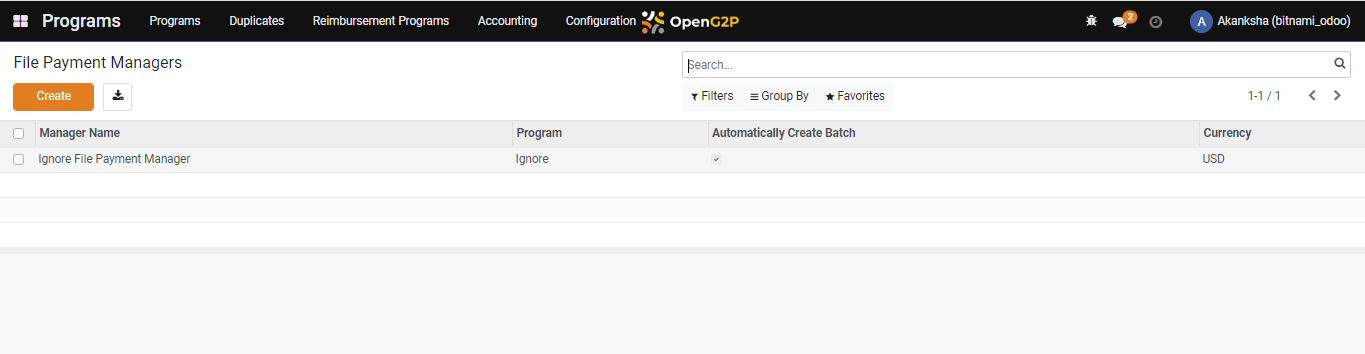 Programs Programs Duplicates Reimbursement Programs Accounting Configuration OpenG2P 2 A Akanksha (bitnami_odoo)
File Payment Managers Search...
Create Filters Group By Favorites 1-1 / 1
Manager Name Program Automatically Create Batch Currency
Ignore File Payment Manager Ignore USD